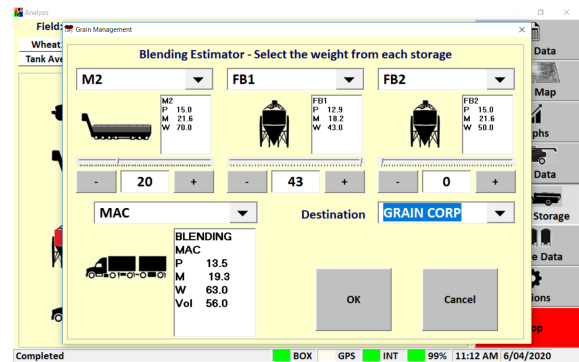 Analysis
Field:
Grain Management
Wheat
Tank Ave
Blending Estimator - Select the weight from each storage
M2 FB1 FB2
M2
P 15.0
M 21.6
W 70.0
FB1
P 12.9
M 18.2
W 43.0
FB2
P 15.0
M 21.6
W 50.0
- 20 + - 43 + - 0 +
MAC Destination GRAIN CORP
BLENDING
MAC
P 13.5
M 19.3
W 63.0
Vol 56.0
OK Cancel
Data
Map
phs
Data
Storage
e Data
ions
op
Completed BOX GPS INT 99% 11:12 AM 6/04/2020